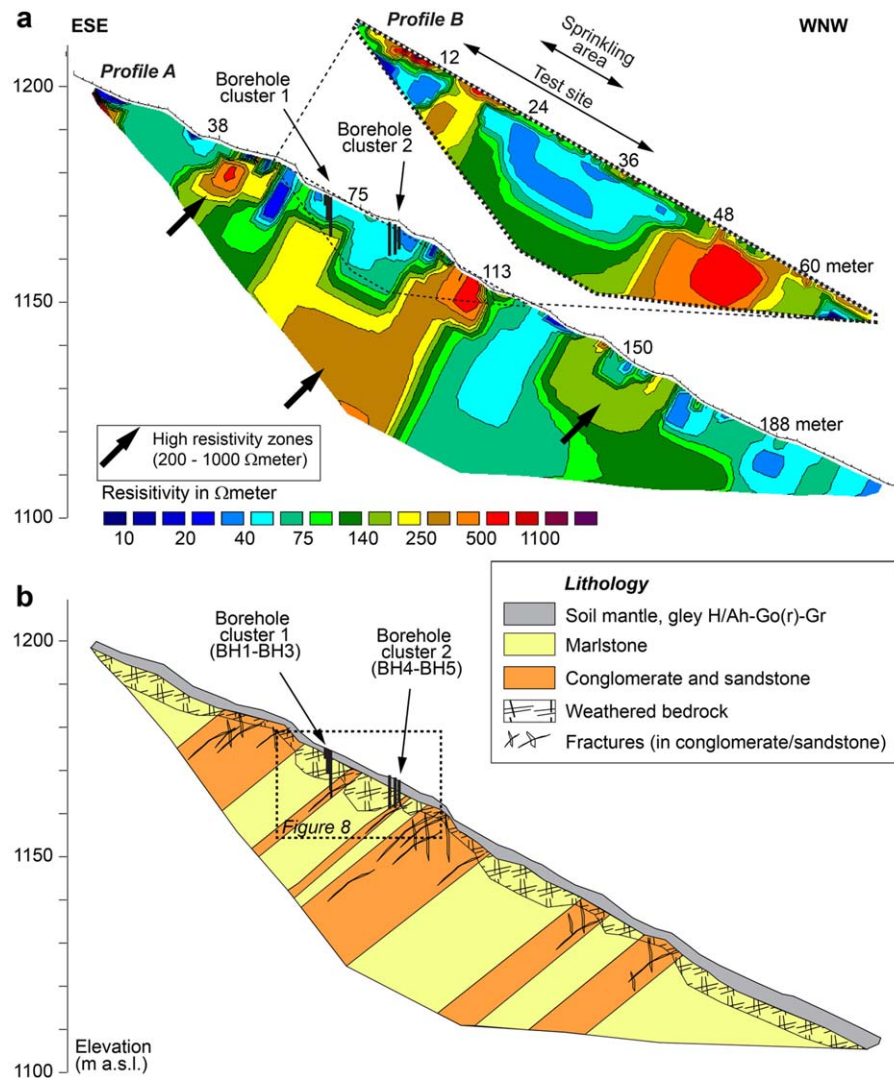 a
ESE
Profile B
WNW
Sprinkling
area
Test site
12
24
36
48
60 meter
Profile A
Borehole
cluster 1
Borehole
cluster 2
38
75
113
150
188 meter
1200
1150
1100
High resistivity zones
(200 - 1000 Ωmeter)
Resisitivity in Ωmeter
10 20 40 75 140 250 500 1100
b
Borehole
cluster 1
(BH1-BH3)
Borehole
cluster 2
(BH4-BH5)
Figure 8
1200
1150
1100
Elevation
(m a.s.l.)
Lithology
Soil mantle, gley H/Ah-Go(r)-Gr
Marlstone
Conglomerate and sandstone
Weathered bedrock
Fractures (in conglomerate/sandstone)